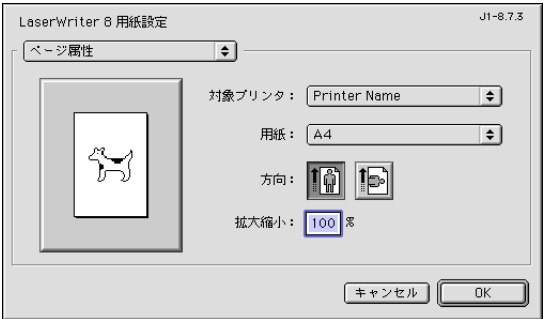 LaserWriter 8 用紙設定
J1-8.7.3
ページ属性
対象プリンタ： Printer Name
用紙： A4
方向：
拡大縮小： 100 %
キャンセル OK